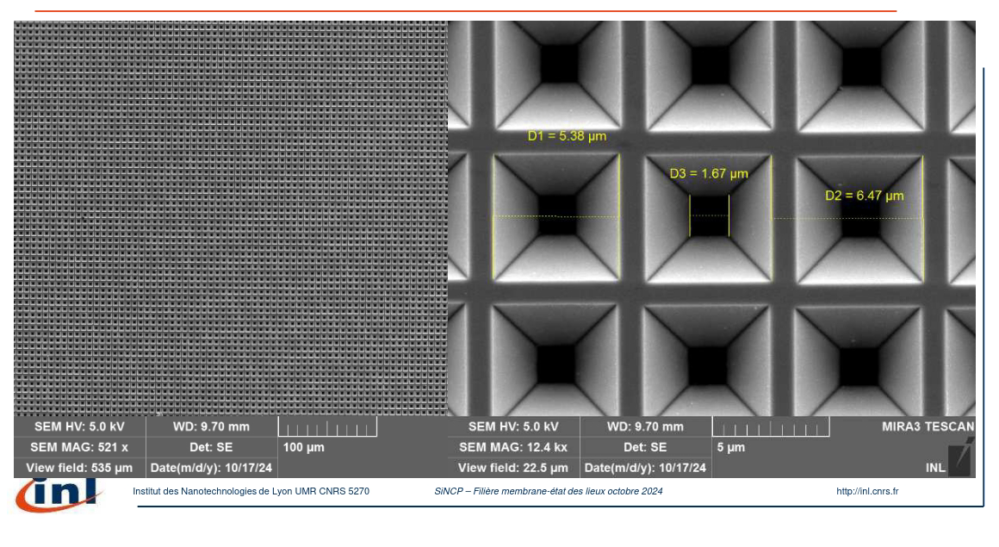 D1 = 5.38 µm
D3 = 1.67 µm
D2 = 6.47 µm
SEM HV: 5.0 kV
WD: 9.70 mm
SEM MAG: 521 x
Det: SE
100 µm
View field: 535 µm
Date(m/d/y): 10/17/24
SEM HV: 5.0 kV
WD: 9.70 mm
MIRA3 TESCAN
SEM MAG: 12.4 kx
Det: SE
5 µm
View field: 22.5 µm
Date(m/d/y): 10/17/24
INL
inl
Institut des Nanotechnologies de Lyon UMR CNRS 5270
SiNCP – Filière membrane-état des lieux octobre 2024
http://inl.cnrs.fr